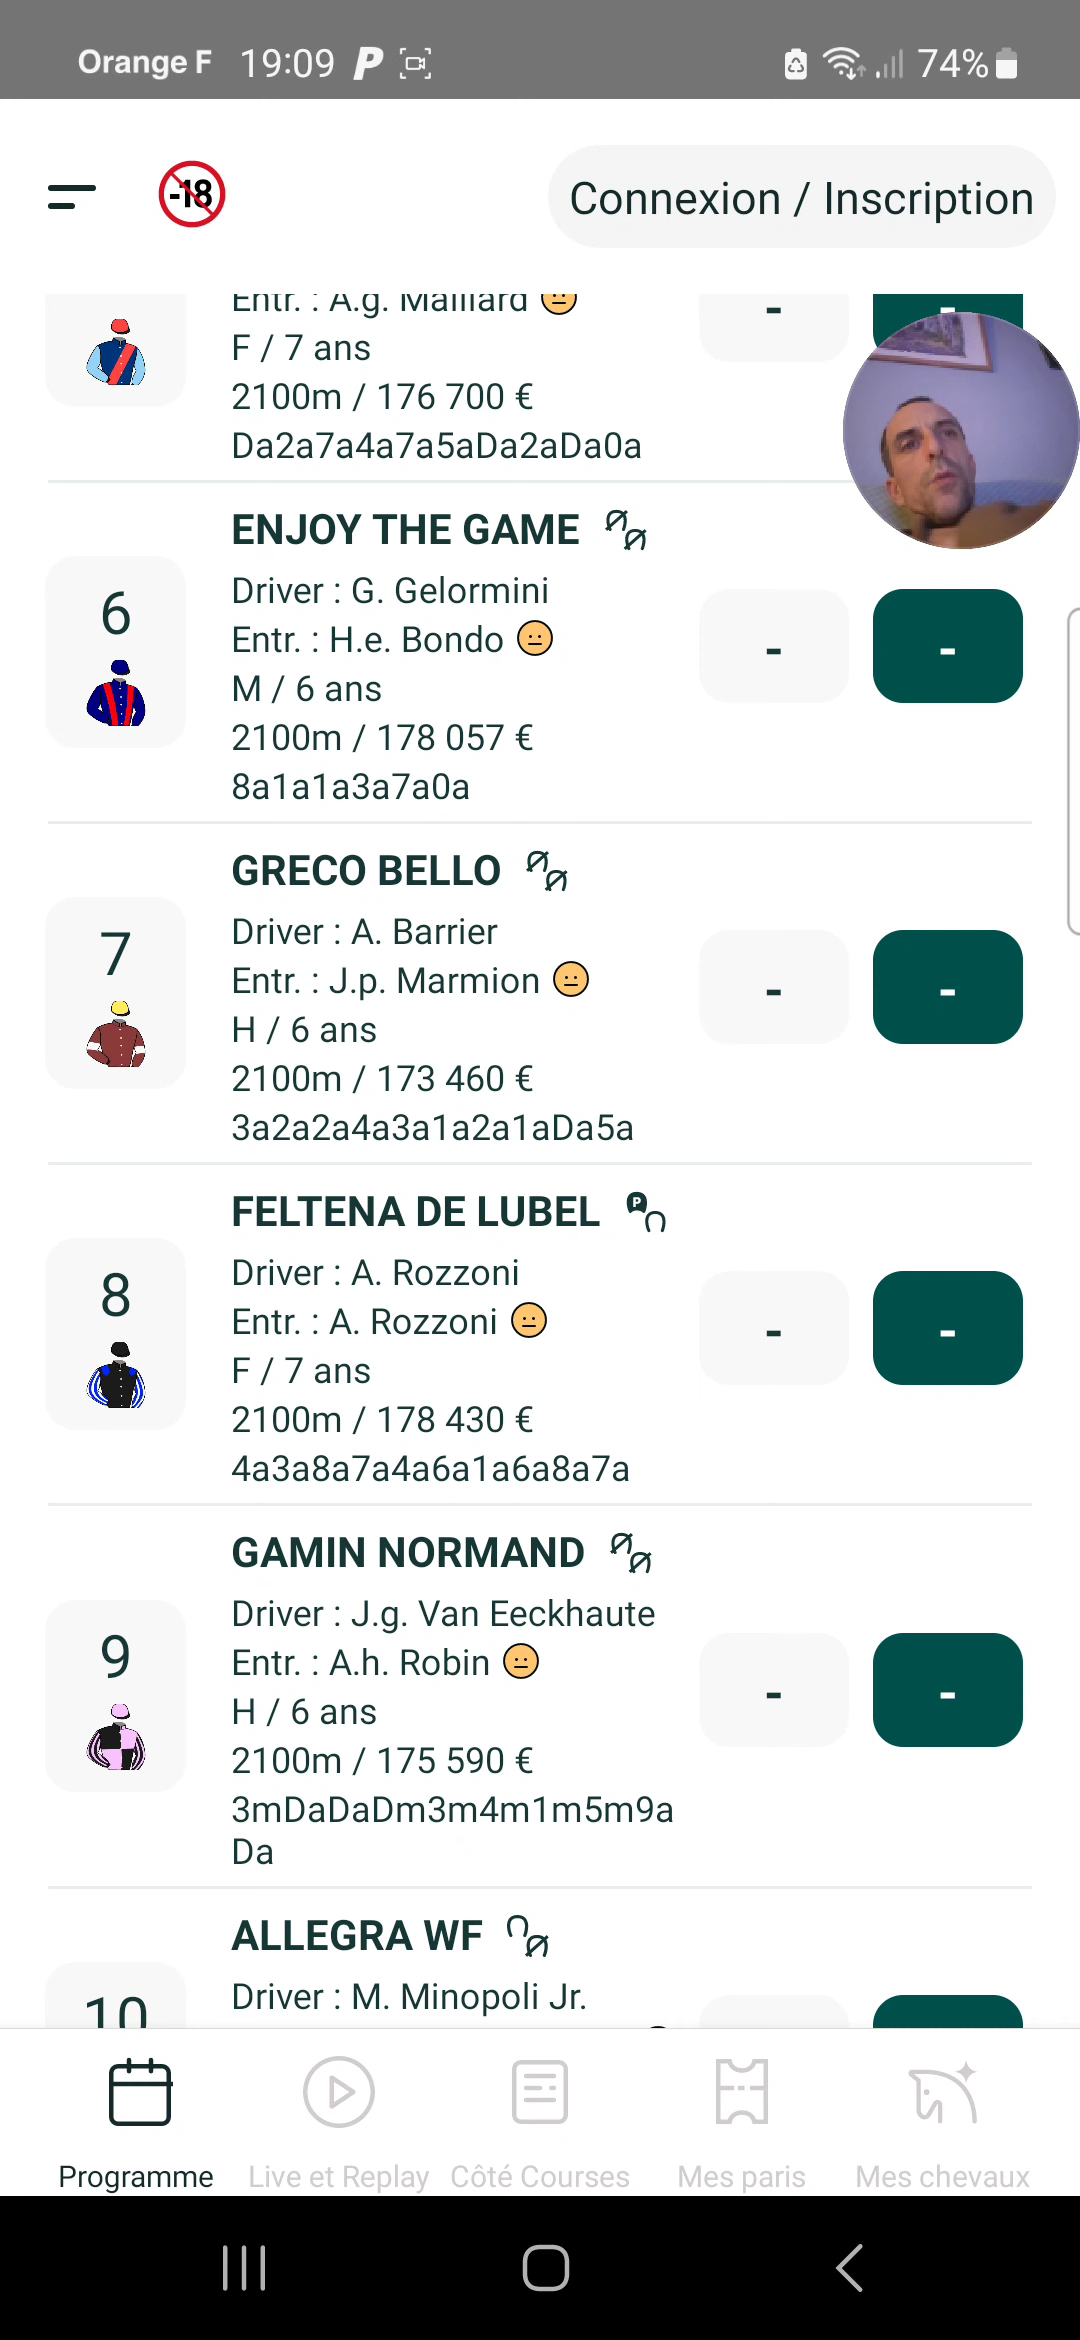 Orange F 19:09 P 74%
-18
Connexion / Inscription
Entr. : A.g. Maillard
F / 7 ans
2100m / 176 700 €
Da2a7a4a7a5aDa2aDa0a
- -
6
ENJOY THE GAME
Driver : G. Gelormini
Entr. : H.e. Bondo
M / 6 ans
2100m / 178 057 €
8a1a1a3a7a0a
- -
7
GRECO BELLO
Driver : A. Barrier
Entr. : J.p. Marmion
H / 6 ans
2100m / 173 460 €
3a2a2a4a3a1a2a1aDa5a
- -
8
FELTENA DE LUBEL P
Driver : A. Rozzoni
Entr. : A. Rozzoni
F / 7 ans
2100m / 178 430 €
4a3a8a7a4a6a1a6a8a7a
- -
9
GAMIN NORMAND
Driver : J.g. Van Eeckhaute
Entr. : A.h. Robin
H / 6 ans
2100m / 175 590 €
3mDaDaDm3m4m1m5m9a
Da
- -
10
ALLEGRA WF
Driver : M. Minopoli Jr.
Programme
Live et Replay
Côté Courses
Mes paris
Mes chevaux